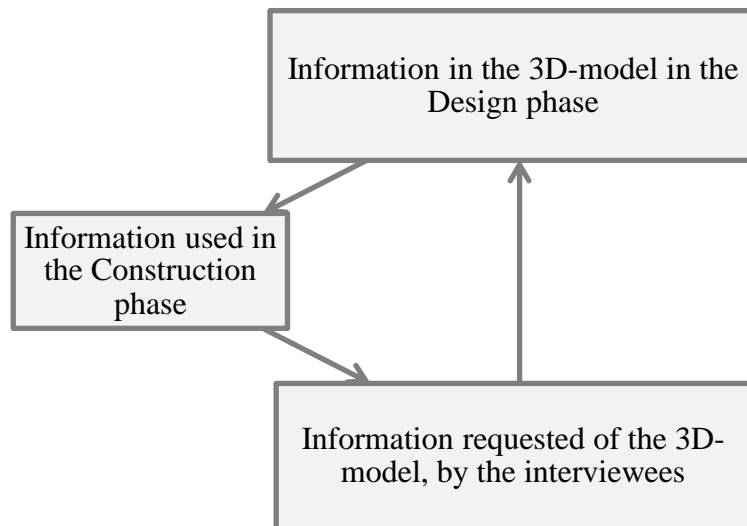 Information in the 3D-model in the
Design phase
Information used in
the Construction
phase
Information requested of the 3D-
model, by the interviewees